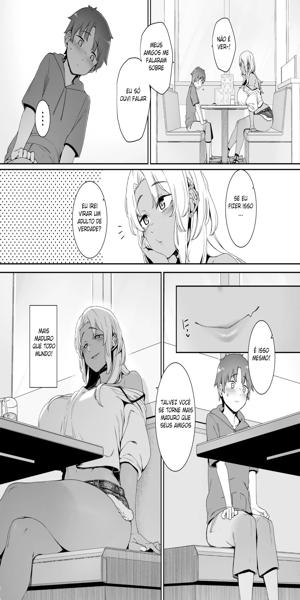 NÃO É
VER-!
MEUS
AMIGOS ME
FALARAM
SOBRE
E EU
SÓ
OUVI FALAR
...
SE EU
FIZER ISSO
...
EU IREI
VIRAR UM
ADULTO DE
VERDADE?
É ISSO
MESMO!
MAIS
MADURO
QUE TODO
MUNDO!
TALVEZ VOCÊ
SE TORNE
MAIS MADURO
QUE SEUS
AMIGOS